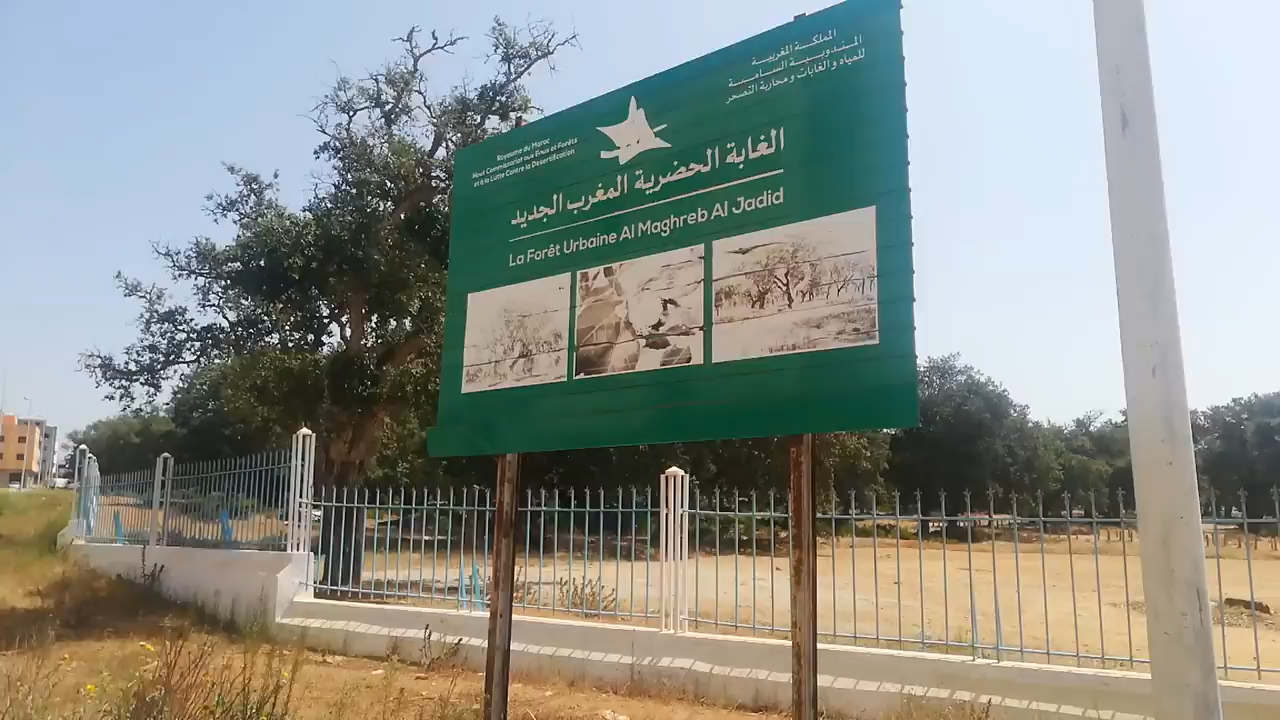 المملكة المغربية
المندوبية السامية
للمياه والغابات ومحاربة التصحر
Royaume du Maroc
Haut Commissariat aux Eaux et Forêts
et à la Lutte Contre la Désertification
الغابة الحضرية المغرب الجديد
La Forêt Urbaine Al Maghreb Al Jadid